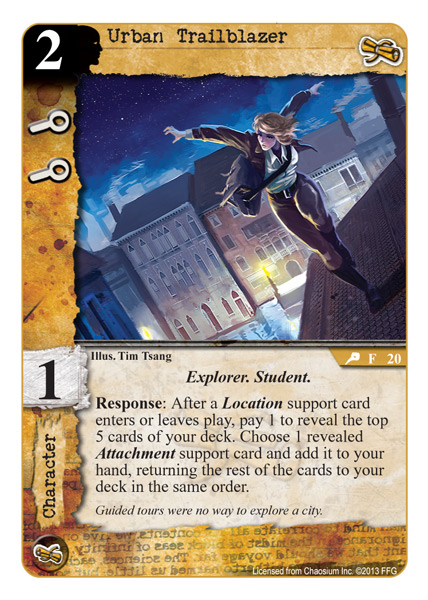 2
Urban Trailblazer
Illus. Tim Tsang
F 20
1
Explorer. Student.
Response: After a Location support card
enters or leaves play, pay 1 to reveal the top
5 cards of your deck. Choose 1 revealed
Attachment support card and add it to your
hand, returning the rest of the cards to your
deck in the same order.
Guided tours were no way to explore a city.
Character
Licensed from Chaosium Inc. ©2013 FFG